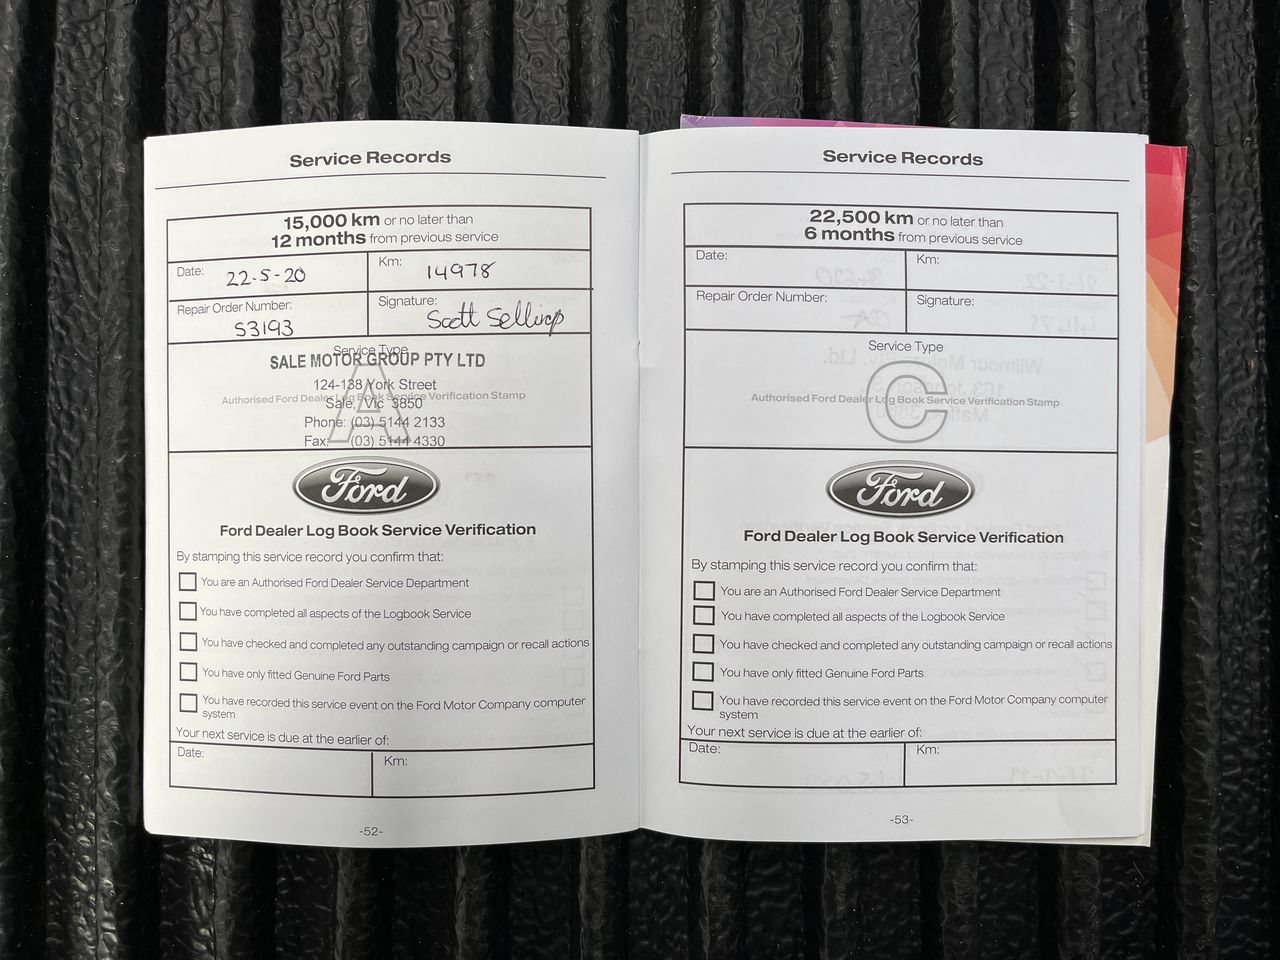 Service Records
15,000 km or no later than
12 months from previous service
Date: 22-5-20
Km: 14978
Repair Order Number: 53193
Signature: Scott
Service Type
SALE MOTOR GROUP PTY LTD
A
124-138 York Street
Authorised Ford Dealer Log Book Service Verification Stamp
Sale, Vic 3850
Phone: (03) 5144 2133
Fax: (03) 5144 4330
Ford
Ford Dealer Log Book Service Verification
By stamping this service record you confirm that:
You are an Authorised Ford Dealer Service Department
You have completed all aspects of the Logbook Service
You have checked and completed any outstanding campaign or recall actions
You have only fitted Genuine Ford Parts
You have recorded this service event on the Ford Motor Company computer
system
Your next service is due at the earlier of:
Date:
Km:
-52-
Service Records
22,500 km or no later than
6 months from previous service
Date:
Km:
Repair Order Number:
Signature:
Service Type
C
Authorised Ford Dealer Log Book Service Verification Stamp
Ford
Ford Dealer Log Book Service Verification
By stamping this service record you confirm that:
You are an Authorised Ford Dealer Service Department
You have completed all aspects of the Logbook Service
You have checked and completed any outstanding campaign or recall actions
You have only fitted Genuine Ford Parts
You have recorded this service event on the Ford Motor Company computer
system
Your next service is due at the earlier of:
Date:
Km:
-53-